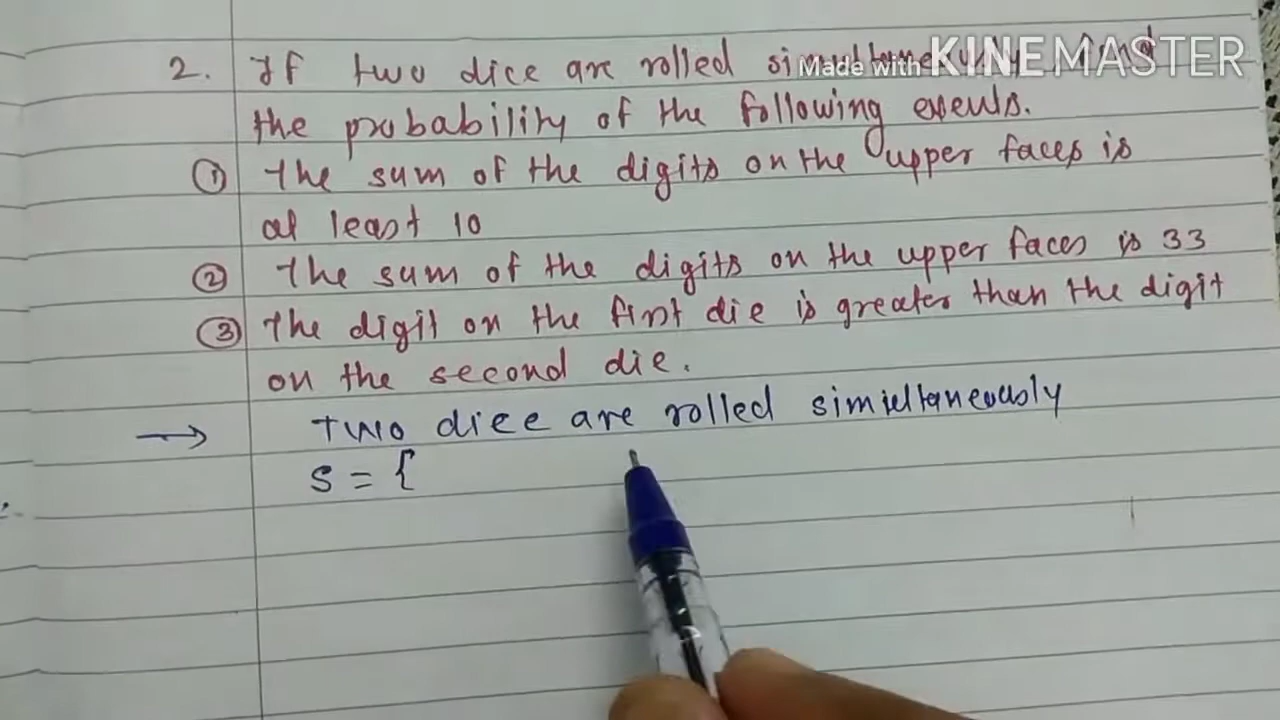 2. If two dice are rolled find
Made with KINEMASTER
the probability of the following events.
① The sum of the digits on the upper faces is
at least 10
② The sum of the digits on the upper faces is 33
③ The digit on the first die is greater than the digit
on the second die.
→ Two dice are rolled simultaneously
S = {